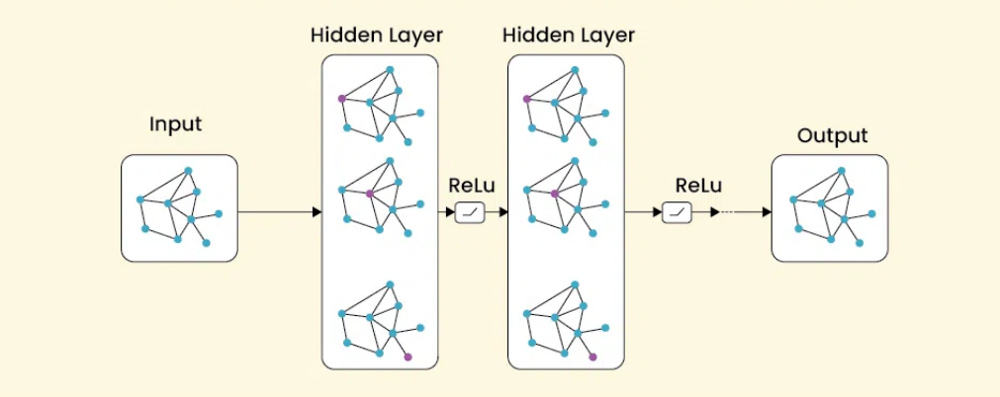 Hidden Layer
Hidden Layer
Input
Output
ReLu
ReLu